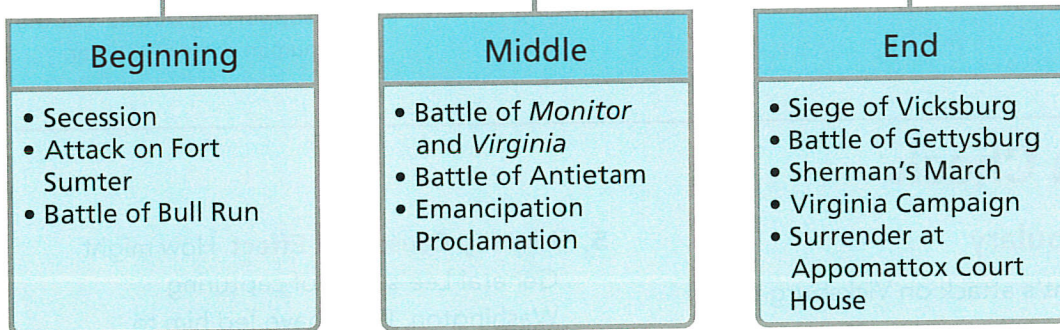 Beginning
• Secession
• Attack on Fort
Sumter
• Battle of Bull Run
Middle
• Battle of Monitor
and Virginia
• Battle of Antietam
• Emancipation
Proclamation
End
• Siege of Vicksburg
• Battle of Gettysburg
• Sherman's March
• Virginia Campaign
• Surrender at
Appomattox Court
House